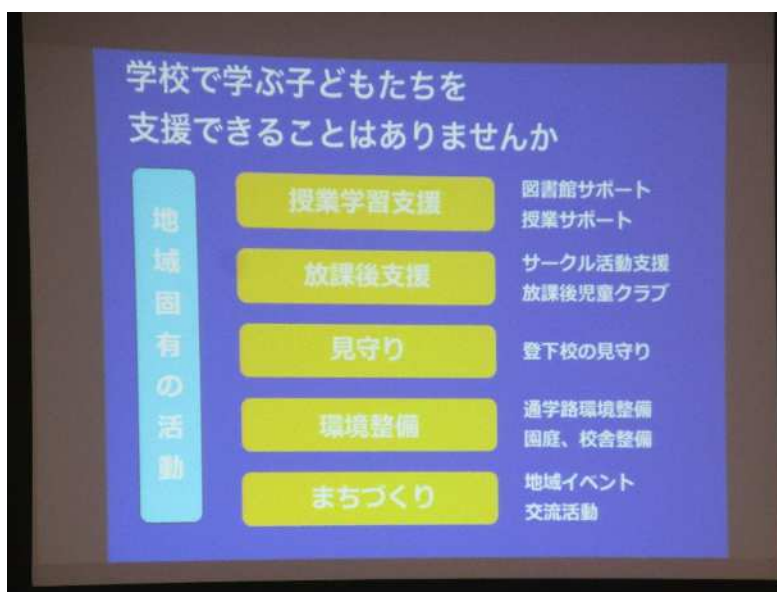 学校で学ぶ子どもたちを
支援できることはありませんか
地域固有の活動
授業学習支援
図書館サポート
授業サポート
放課後支援
サークル活動支援
放課後児童クラブ
見守り
登下校の見守り
環境整備
通学路環境整備
園庭、校舎整備
まちづくり
地域イベント
交流活動